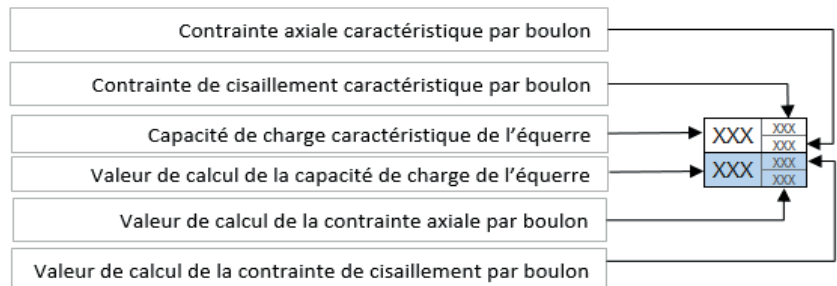 Contrainte axiale caractéristique par boulon
Contrainte de cisaillement caractéristique par boulon
Capacité de charge caractéristique de l'équerre
Valeur de calcul de la capacité de charge de l'équerre
Valeur de calcul de la contrainte axiale par boulon
Valeur de calcul de la contrainte de cisaillement par boulon
XXX XXX
XXX
XXX XXX
XXX